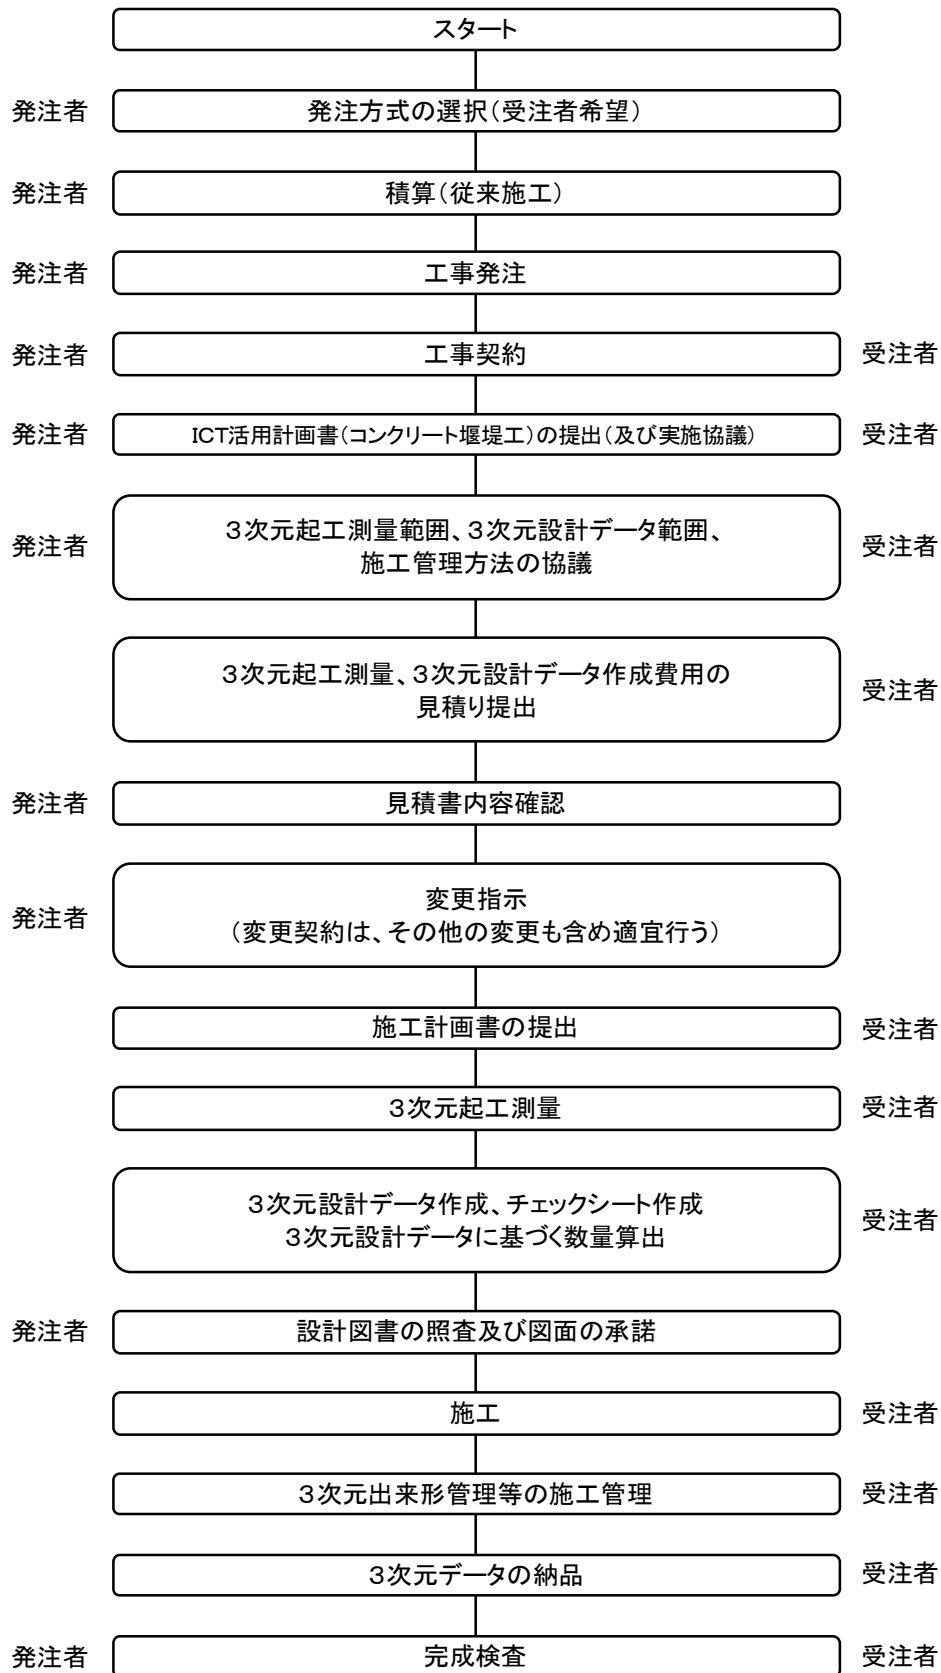 スタート
発注者 発注方式の選択(受注者希望)
発注者 積算(従来施工)
発注者 工事発注
発注者 工事契約 受注者
発注者 ICT活用計画書(コンクリート堰堤工)の提出(及び実施協議) 受注者
３次元起工測量範囲、３次元設計データ範囲、
発注者 施工管理方法の協議 受注者
３次元起工測量、３次元設計データ作成費用の
見積り提出 受注者
発注者 見積書内容確認
発注者 変更指示
(変更契約は、その他の変更も含め適宜行う)
施工計画書の提出 受注者
３次元起工測量 受注者
３次元設計データ作成、チェックシート作成
３次元設計データに基づく数量算出 受注者
発注者 設計図書の照査及び図面の承諾
施工 受注者
３次元出来形管理等の施工管理 受注者
３次元データの納品 受注者
発注者 完成検査 受注者